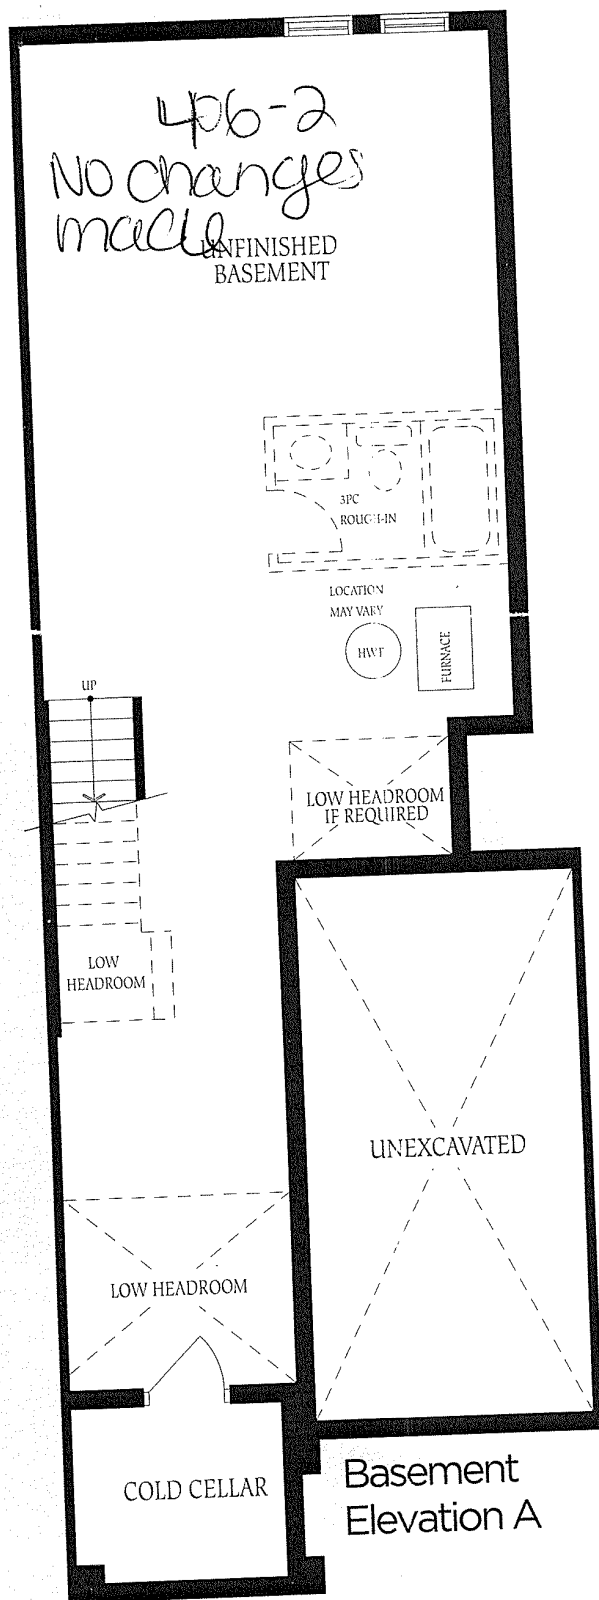 406-2
No changes
made
UNFINISHED
BASEMENT
3PC
ROUGH-IN
LOCATION
MAY VARY
HWT
FURNACE
UP
LOW HEADROOM
IF REQUIRED
LOW
HEADROOM
UNEXCAVATED
LOW HEADROOM
COLD CELLAR
Basement
Elevation A